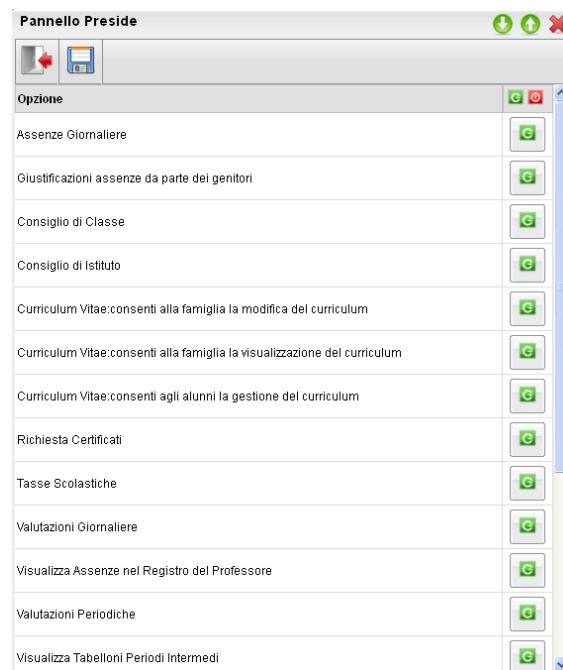 Pannello Preside
Opzione
Assenze Giornaliere
Giustificazioni assenze da parte dei genitori
Consiglio di Classe
Consiglio di Istituto
Curriculum Vitae:consenti alla famiglia la modifica del curriculum
Curriculum Vitae:consenti alla famiglia la visualizzazione del curriculum
Curriculum Vitae:consenti agli alunni la gestione del curriculum
Richiesta Certificati
Tasse Scolastiche
Valutazioni Giornaliere
Visualizza Assenze nel Registro del Professore
Valutazioni Periodiche
Visualizza Tabelloni Periodi Intermedi